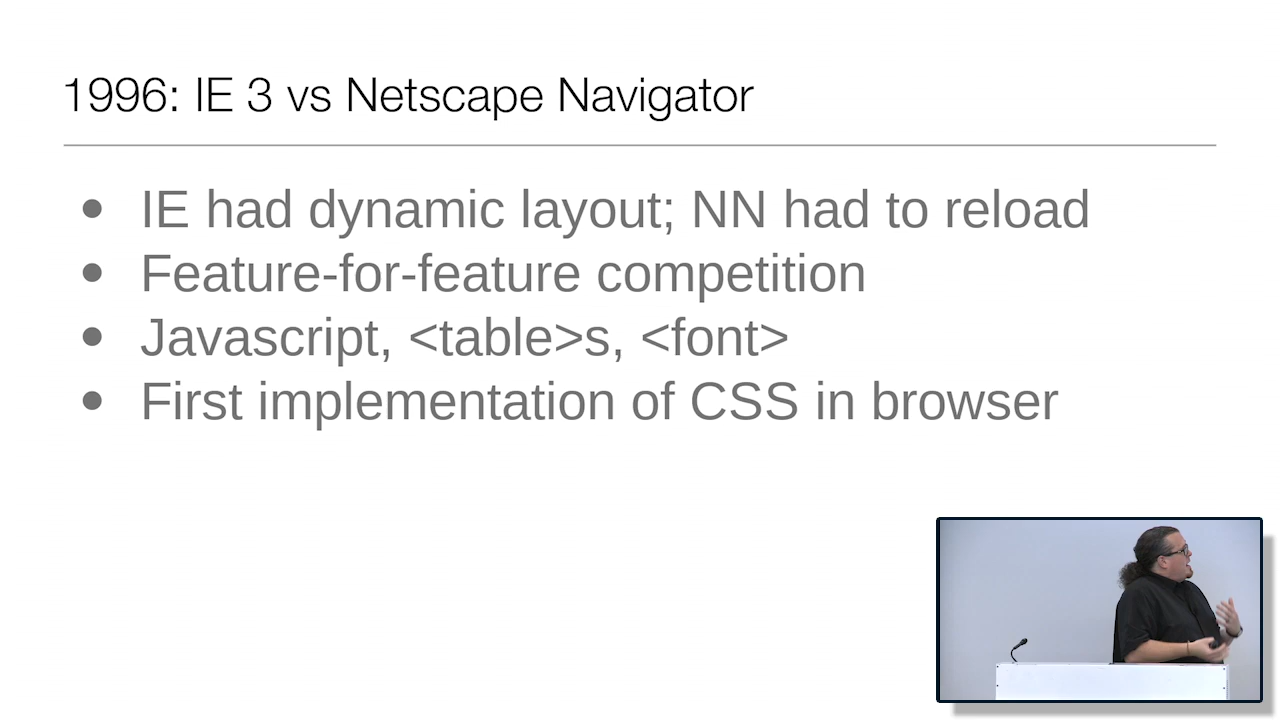 1996: IE 3 vs Netscape Navigator
• IE had dynamic layout; NN had to reload
• Feature-for-feature competition
• Javascript, <table>s, <font>
• First implementation of CSS in browser